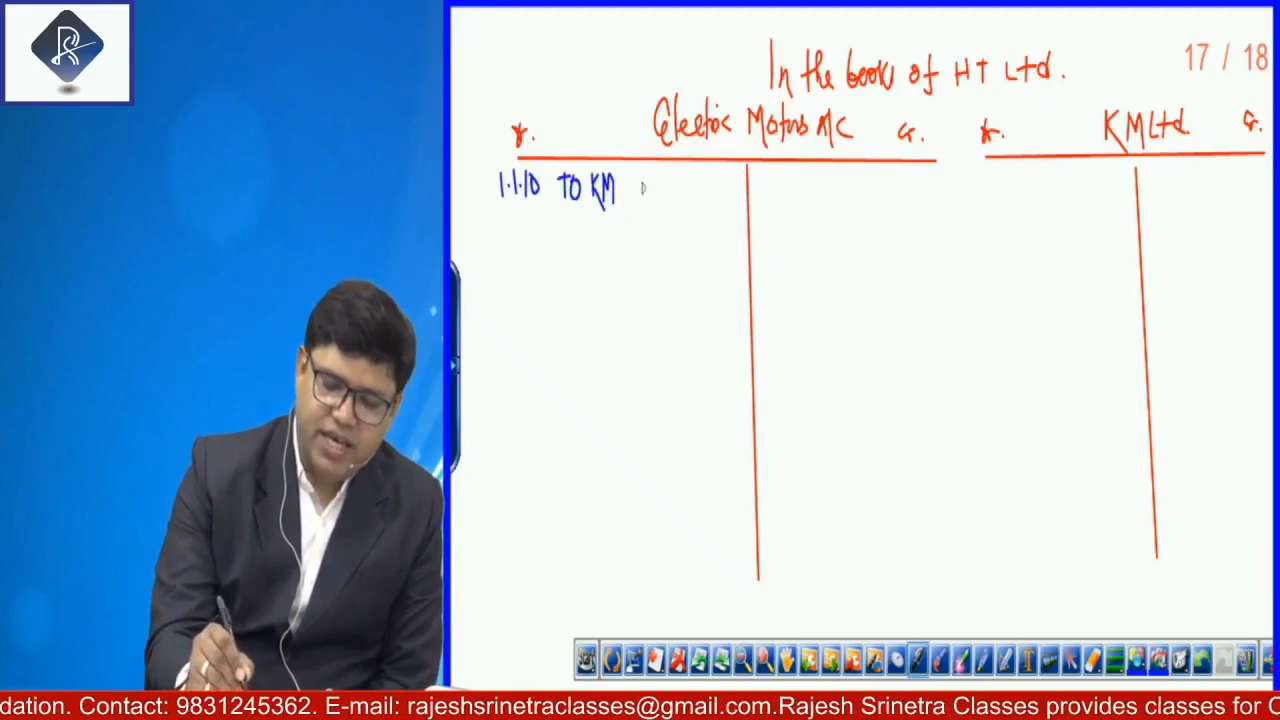 In the books of HT Ltd.
17 / 18
Dr. Electric Motors A/C Cr.
Dr. KM Ltd. Cr.
1.1.10 TO KM
dation. Contact: 9831245362. E-mail: rajeshsrinetraclasses@gmail.com.Rajesh Srinetra Classes provides classes for C